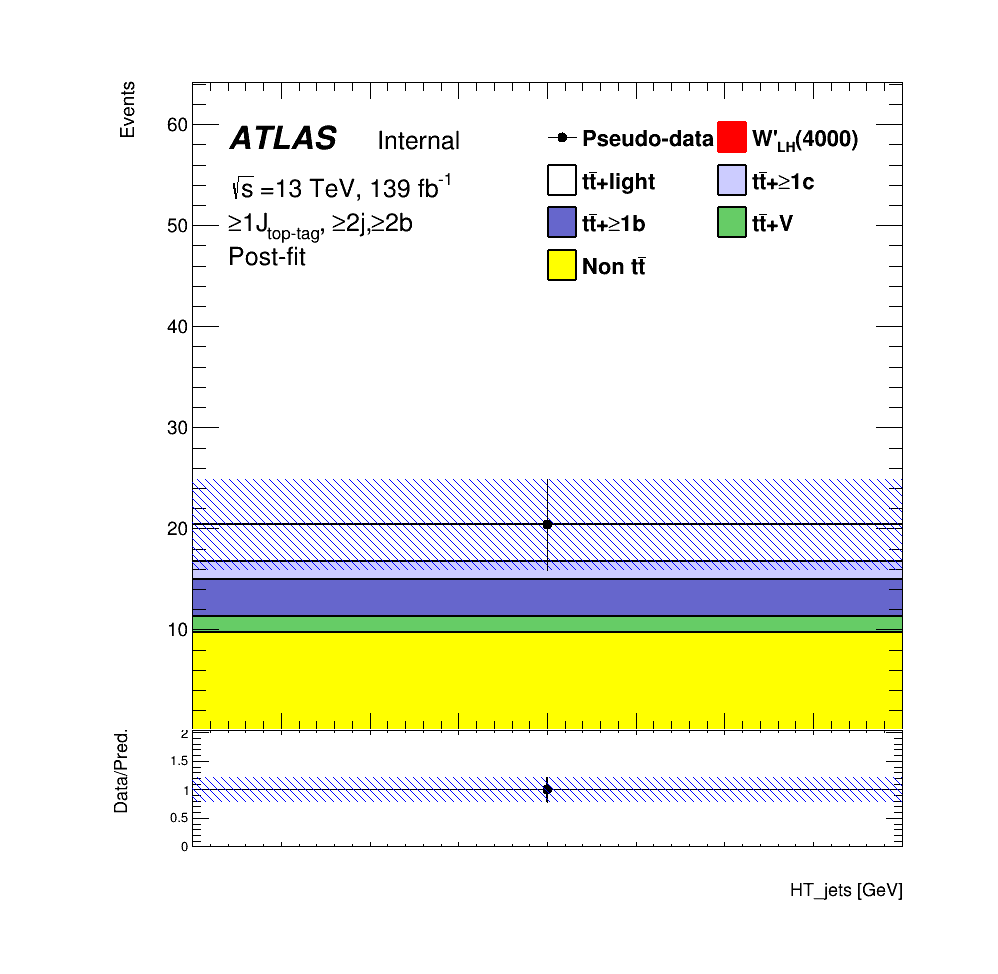 Events
60
50
40
30
20
10
ATLAS Internal
√s =13 TeV, 139 fb⁻¹
≥1J_top-tag, ≥2j,≥2b
Post-fit
Pseudo-data W'_LH(4000)
tt̄+light tt̄+≥1c
tt̄+≥1b tt̄+V
Non tt̄
Data/Pred.
2
1.5
1
0.5
0
HT_jets [GeV]